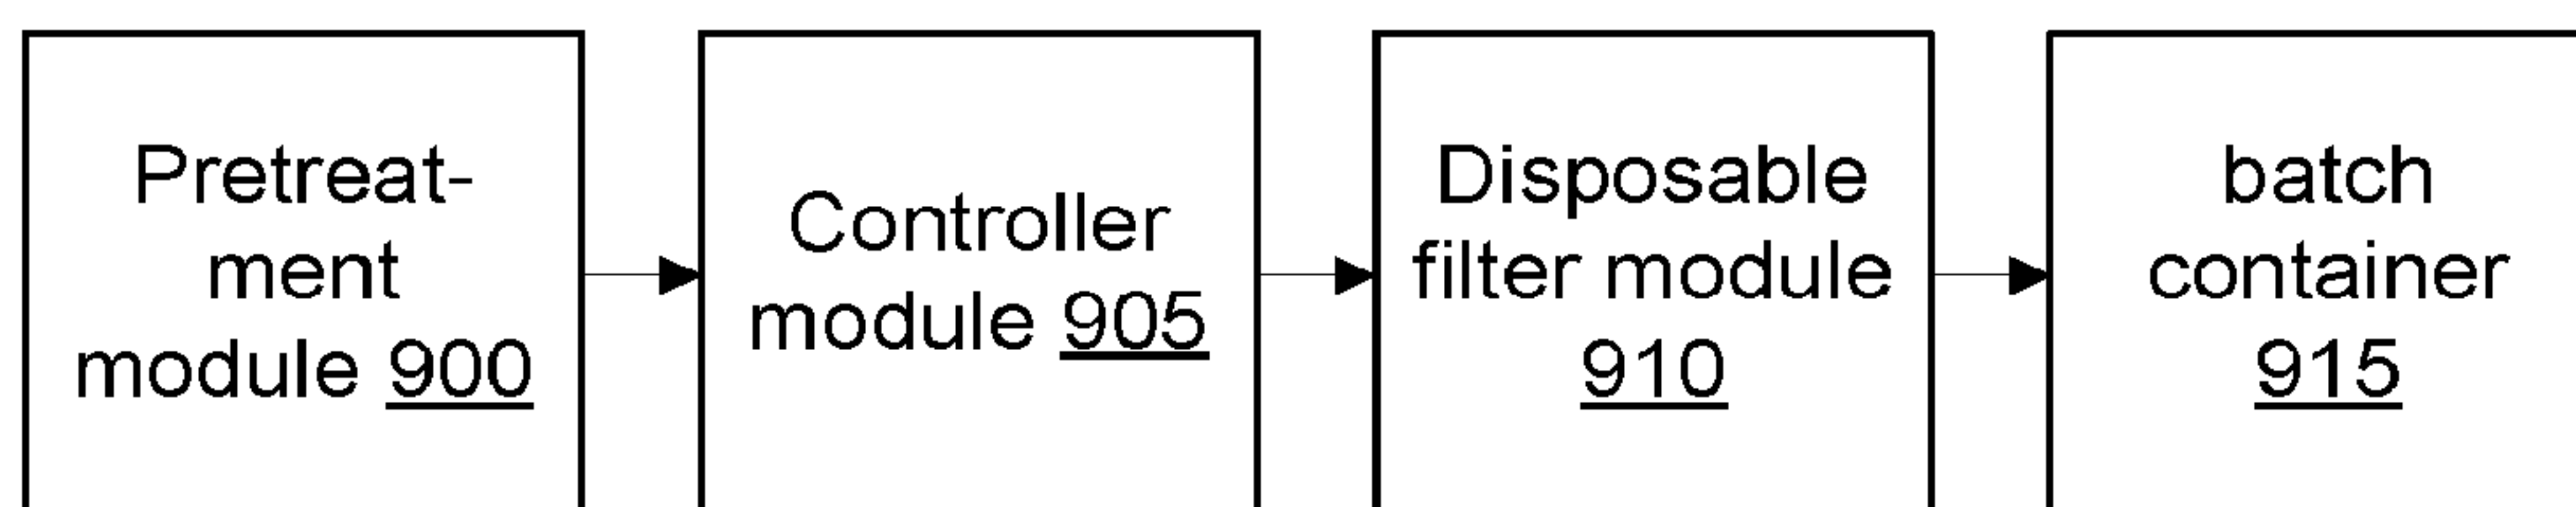 Pretreat-
ment
module 900
Controller
module 905
Disposable
filter module
910
batch
container
915